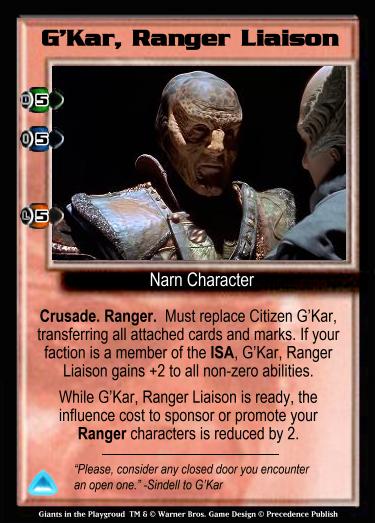 G'Kar, Ranger Liaison
D 5
I 5
L 5
Narn Character
Crusade. Ranger. Must replace Citizen G'Kar,
transferring all attached cards and marks. If your
faction is a member of the ISA, G'Kar, Ranger
Liaison gains +2 to all non-zero abilities.
While G'Kar, Ranger Liaison is ready, the
influence cost to sponsor or promote your
Ranger characters is reduced by 2.
"Please, consider any closed door you encounter
an open one." -Sindell to G'Kar
Giants in the Playgroud TM & © Warner Bros. Game Design © Precedence Publish